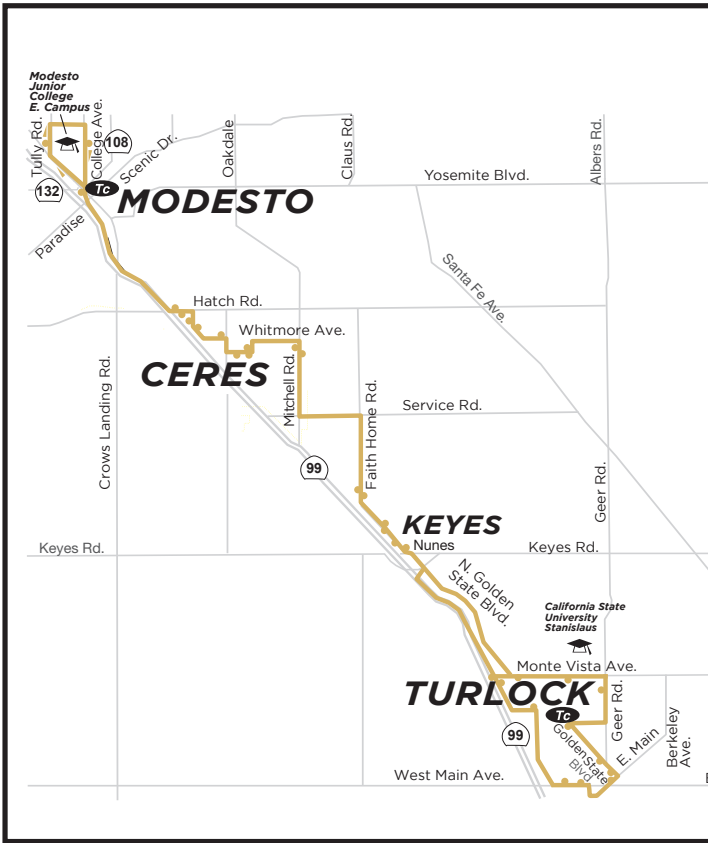 Modesto
Junior
College
E. Campus
Tully Rd.
College Ave.
108
Scenic Dr.
Oakdale
Claus Rd.
Albers Rd.
Yosemite Blvd.
132
Tc
MODESTO
Paradise
Santa Fe Ave.
Hatch Rd.
Whitmore Ave.
CERES
Crows Landing Rd.
Mitchell Rd.
Faith Home Rd.
Service Rd.
99
Geer Rd.
KEYES
Nunes
Keyes Rd.
Keyes Rd.
N. Golden
State Blvd.
California State
University
Stanislaus
Monte Vista Ave.
TURLOCK
Tc
Geer Rd.
99
Golden State
Blvd
E. Main
Berkeley
Ave.
West Main Ave.
E